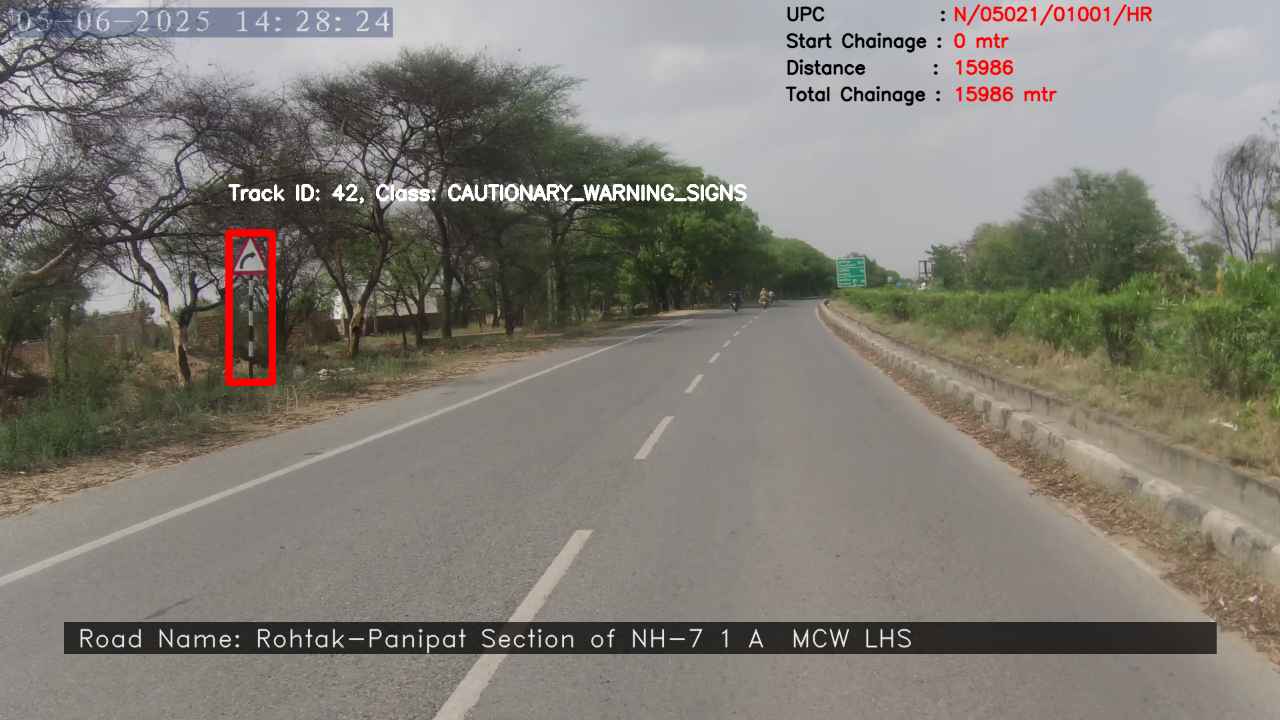 05-06-2025 14:28:24
UPC : N/05021/01001/HR
Start Chainage : 0 mtr
Distance : 15986
Total Chainage : 15986 mtr
Track ID: 42, Class: CAUTIONARY_WARNING_SIGNS
Road Name: Rohtak-Panipat Section of NH-7 1 A  MCW LHS